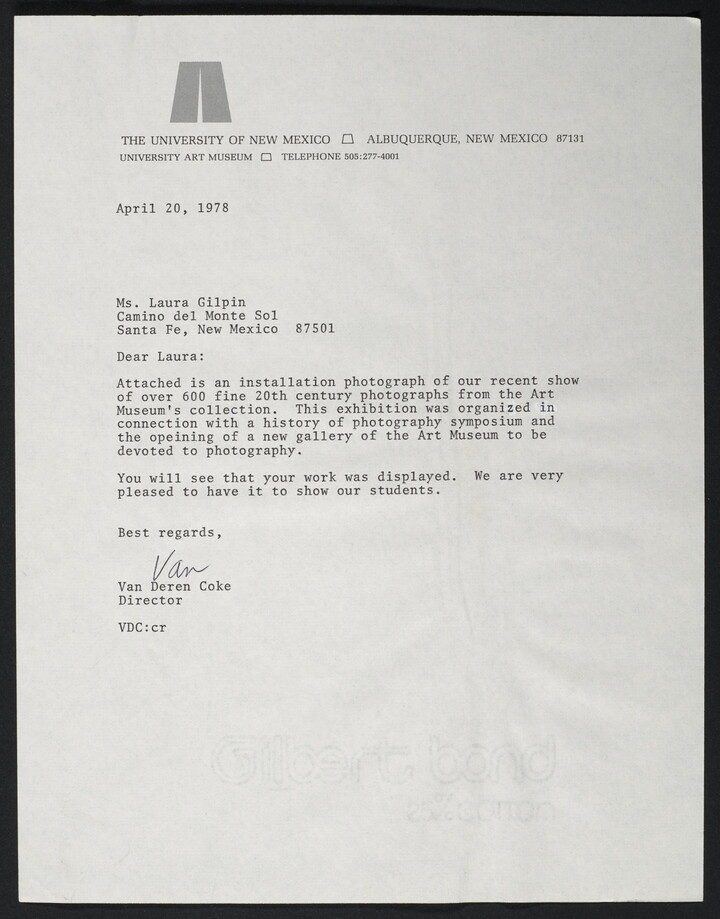 THE UNIVERSITY OF NEW MEXICO ALBUQUERQUE, NEW MEXICO 87131
UNIVERSITY ART MUSEUM TELEPHONE 505:277-4001
April 20, 1978
Ms. Laura Gilpin
Camino del Monte Sol
Santa Fe, New Mexico 87501
Dear Laura:
Attached is an installation photograph of our recent show
of over 600 fine 20th century photographs from the Art
Museum's collection. This exhibition was organized in
connection with a history of photography symposium and
the opeining of a new gallery of the Art Museum to be
devoted to photography.
You will see that your work was displayed. We are very
pleased to have it to show our students.
Best regards,
Van
Van Deren Coke
Director
VDC:cr
Gilbert bond